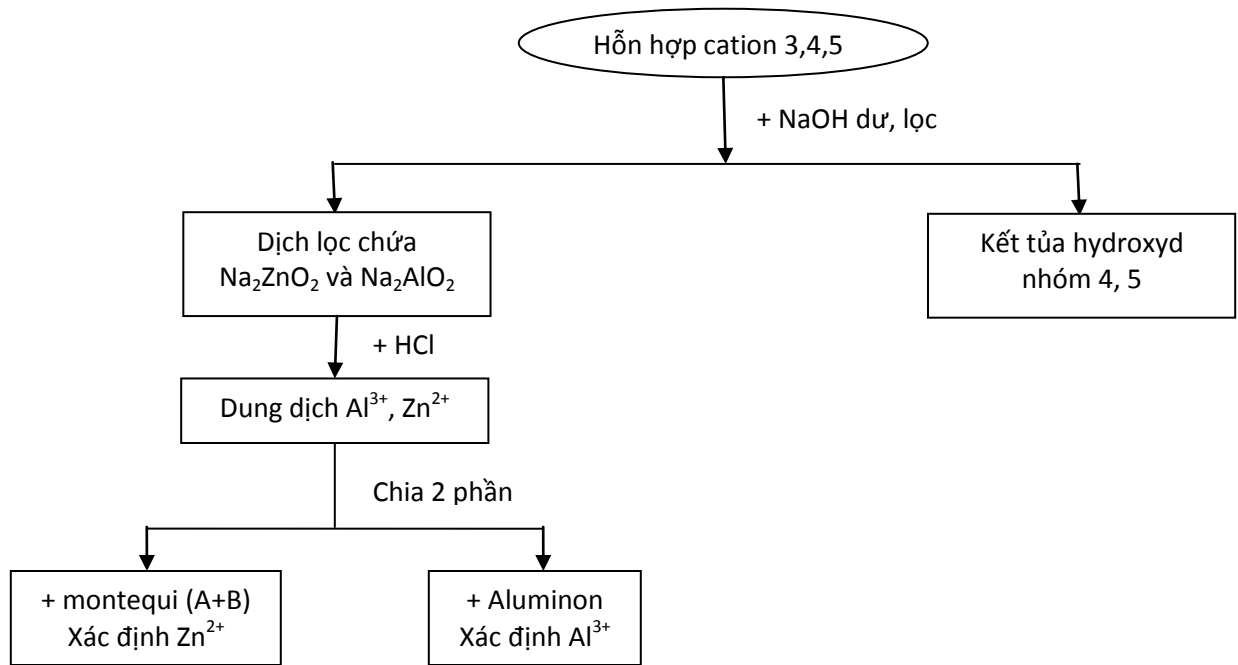 Hỗn hợp cation 3,4,5
+ NaOH dư, lọc
Dịch lọc chứa
Na₂ZnO₂ và Na₂AlO₂
Kết tủa hydroxyd
nhóm 4, 5
+ HCl
Dung dịch Al³⁺, Zn²⁺
Chia 2 phần
+ montequi (A+B)
Xác định Zn²⁺
+ Aluminon
Xác định Al³⁺